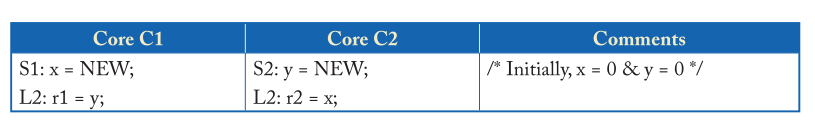 Core C1 Core C2 Comments
S1: x = NEW; S2: y = NEW; /* Initially, x = 0 & y = 0 */
L2: r1 = y; L2: r2 = x;